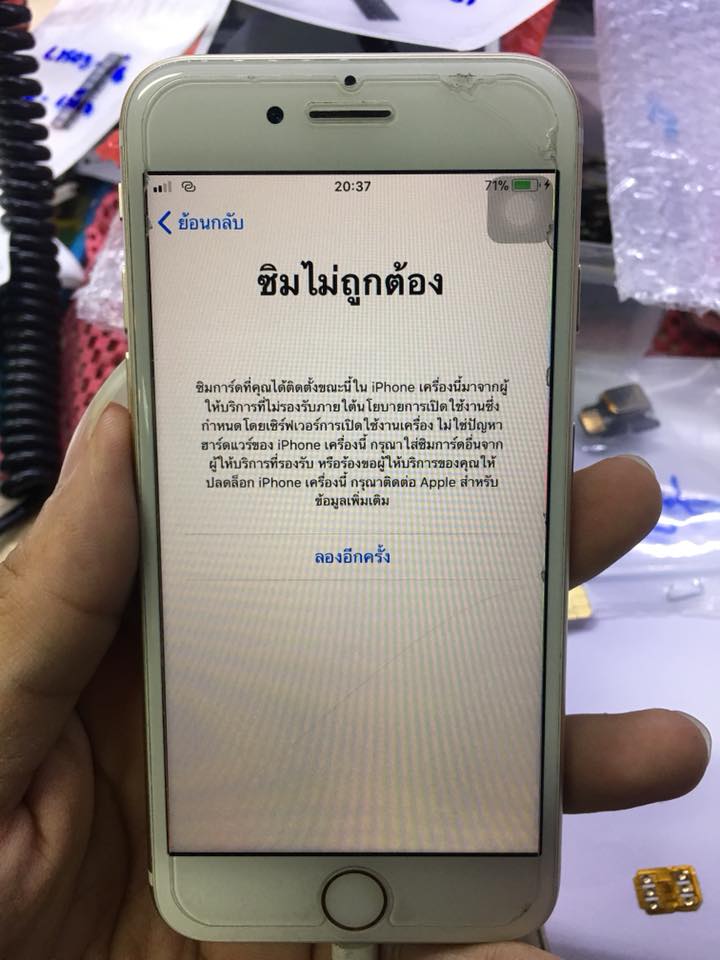 20:37
71%
ย้อนกลับ
ซิมไม่ถูกต้อง
ซิมการ์ดที่คุณได้ติดตั้งขณะนี้ใน iPhone เครื่องนี้มาจากผู้
ให้บริการที่ไม่รองรับภายใต้นโยบายการเปิดใช้งานซึ่ง
กำหนดโดยเซิร์ฟเวอร์การเปิดใช้งานเครื่อง ไม่ใช่ปัญหา
ฮาร์ดแวร์ของ iPhone เครื่องนี้ กรุณาใส่ซิมการ์ดอื่นจาก
ผู้ให้บริการที่รองรับ หรือร้องขอผู้ให้บริการของคุณให้
ปลดล็อก iPhone เครื่องนี้ กรุณาติดต่อ Apple สำหรับ
ข้อมูลเพิ่มเติม
ลองอีกครั้ง